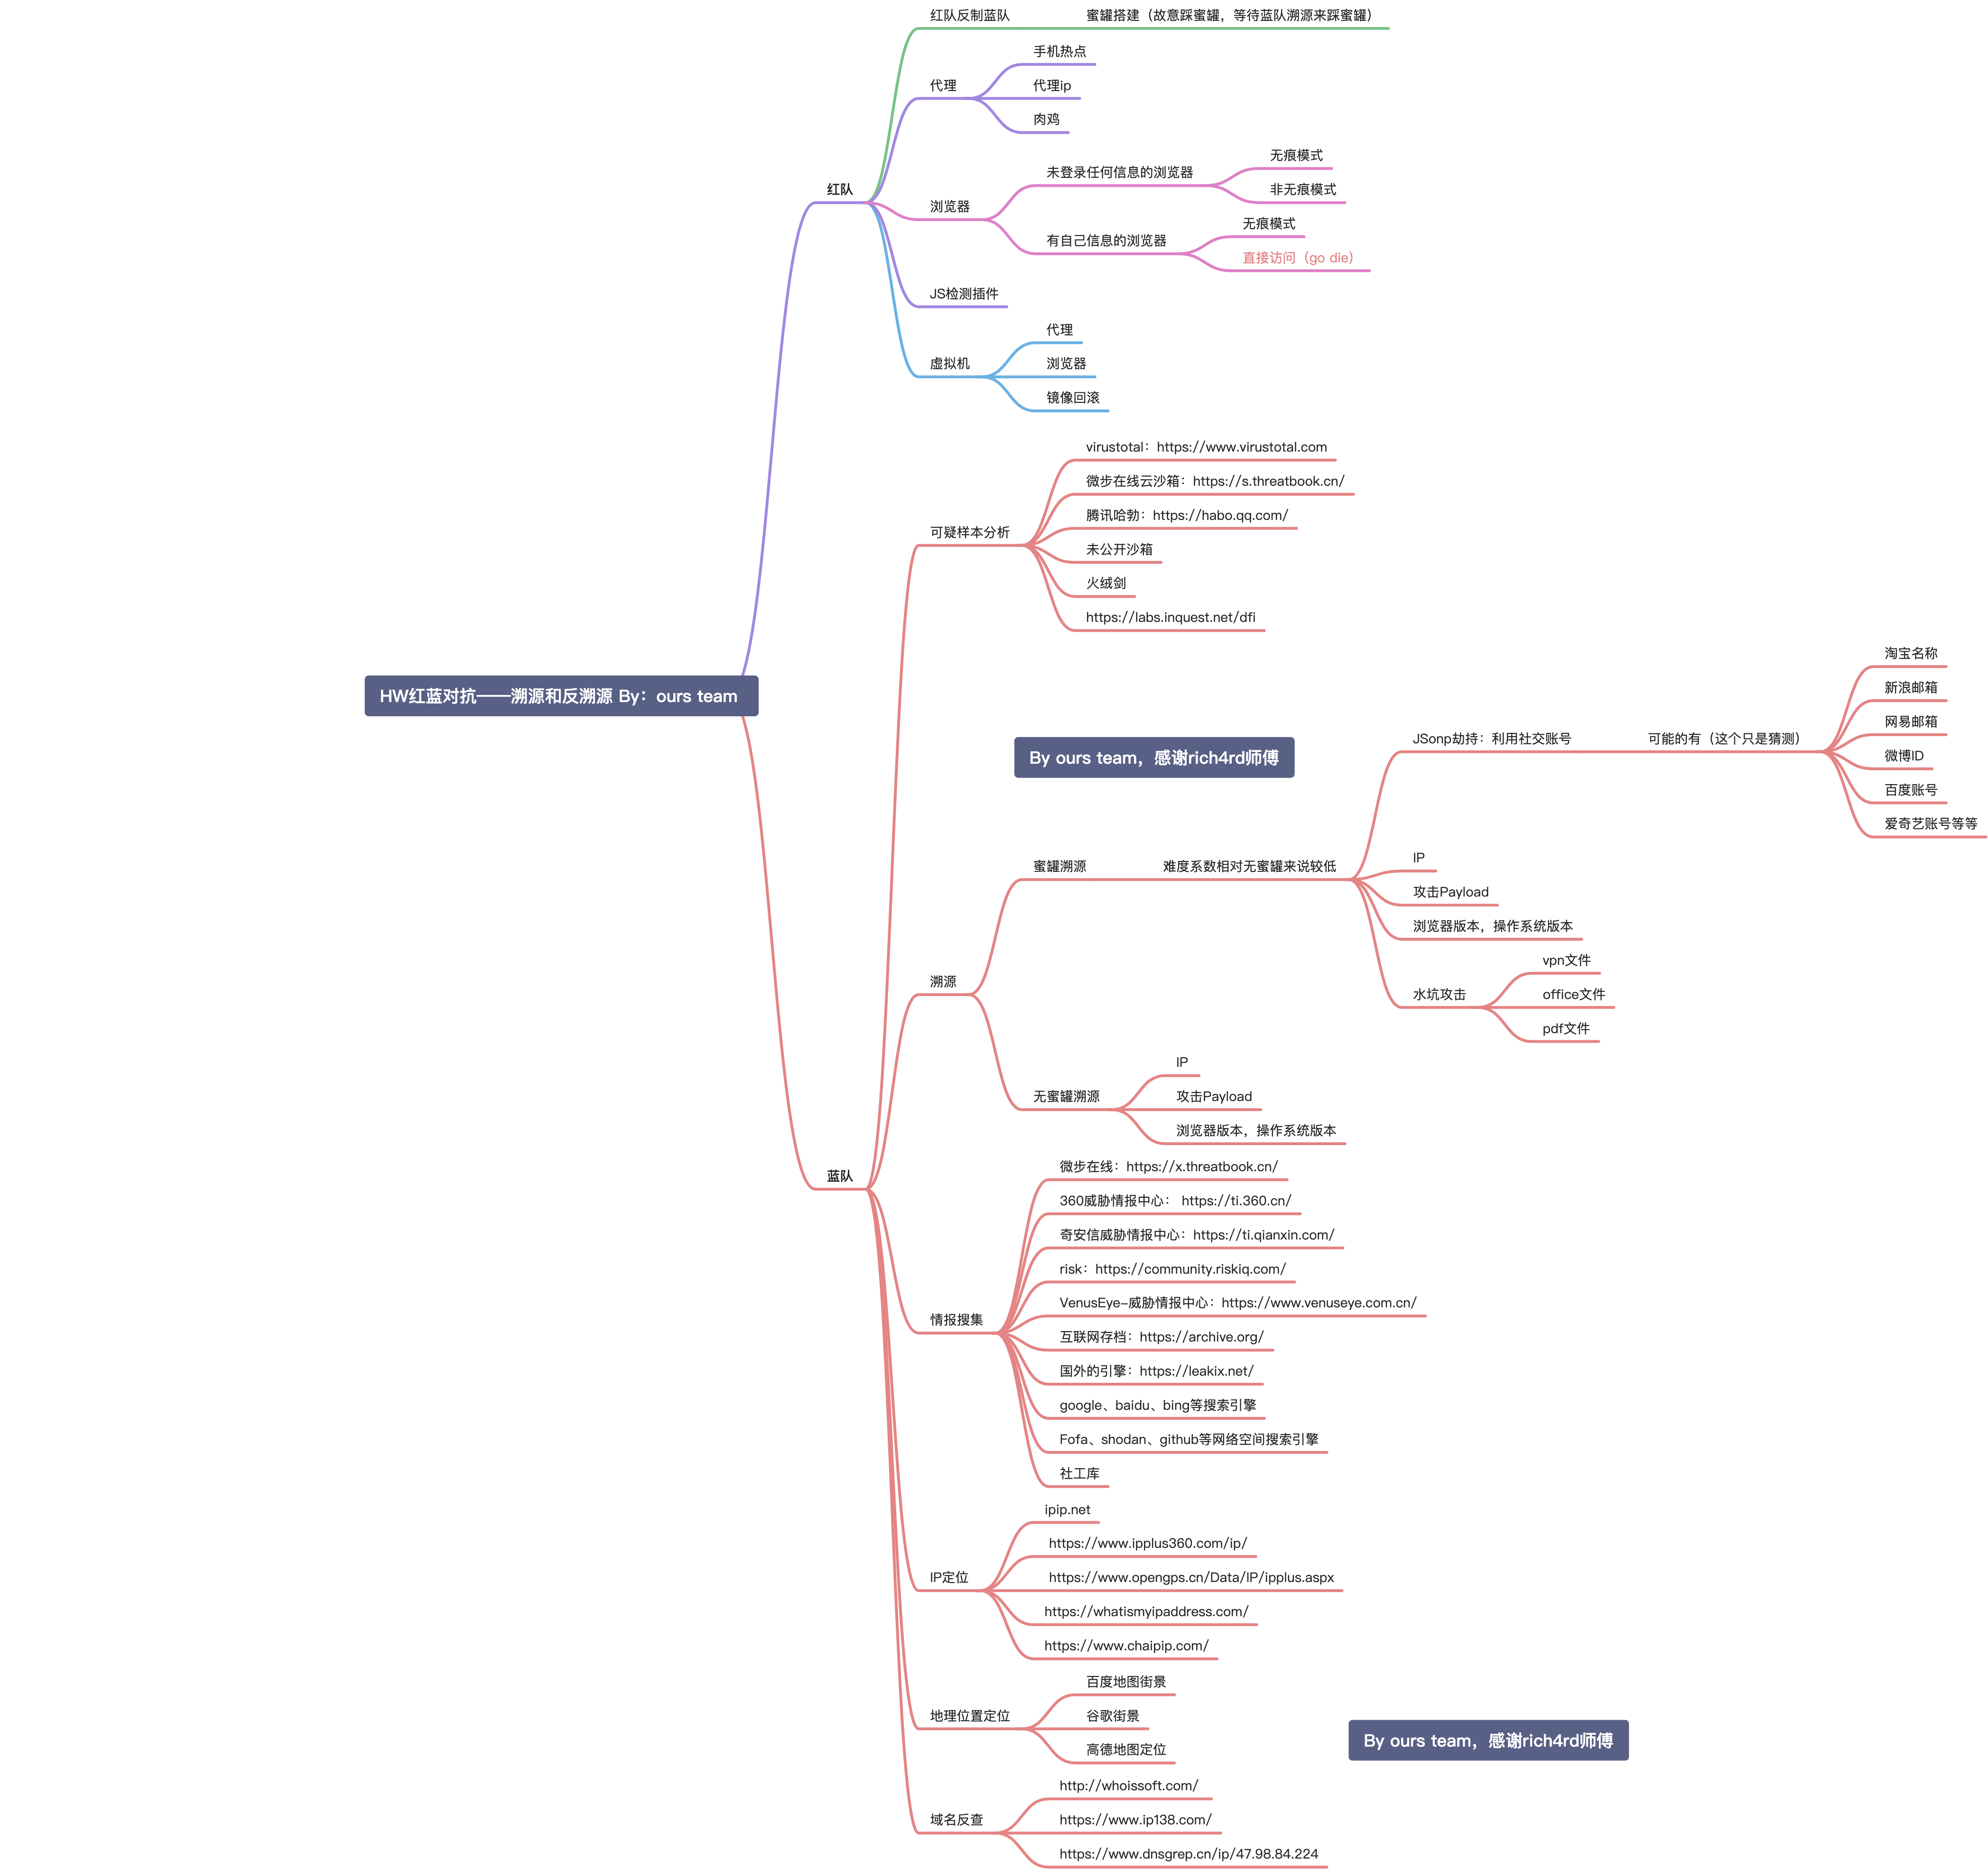 HW红蓝对抗——溯源和反溯源 By：ours team
红队
红队反制蓝队
蜜罐搭建（故意踩蜜罐，等待蓝队溯源来踩蜜罐）
代理
手机热点
代理ip
肉鸡
浏览器
未登录任何信息的浏览器
无痕模式
非无痕模式
有自己信息的浏览器
无痕模式
直接访问（go die）
JS检测插件
虚拟机
代理
浏览器
镜像回滚
蓝队
可疑样本分析
virustotal：https://www.virustotal.com
微步在线云沙箱：https://s.threatbook.cn/
腾讯哈勃：https://habo.qq.com/
未公开沙箱
火绒剑
https://labs.inquest.net/dfi
By ours team，感谢rich4rd师傅
溯源
蜜罐溯源
难度系数相对无蜜罐来说较低
JSonp劫持：利用社交账号
可能的有（这个只是猜测）
淘宝名称
新浪邮箱
网易邮箱
微博ID
百度账号
爱奇艺账号等等
IP
攻击Payload
浏览器版本，操作系统版本
水坑攻击
vpn文件
office文件
pdf文件
无蜜罐溯源
IP
攻击Payload
浏览器版本，操作系统版本
情报搜集
微步在线：https://x.threatbook.cn/
360威胁情报中心： https://ti.360.cn/
奇安信威胁情报中心：https://ti.qianxin.com/
risk：https://community.riskiq.com/
VenusEye-威胁情报中心：https://www.venuseye.com.cn/
互联网存档：https://archive.org/
国外的引擎：https://leakix.net/
google、baidu、bing等搜索引擎
Fofa、shodan、github等网络空间搜索引擎
社工库
IP定位
ipip.net
https://www.ipplus360.com/ip/
https://www.opengps.cn/Data/IP/ipplus.aspx
https://whatismyipaddress.com/
https://www.chaipip.com/
地理位置定位
百度地图街景
谷歌街景
高德地图定位
By ours team，感谢rich4rd师傅
域名反查
http://whoissoft.com/
https://www.ip138.com/
https://www.dnsgrep.cn/ip/47.98.84.224